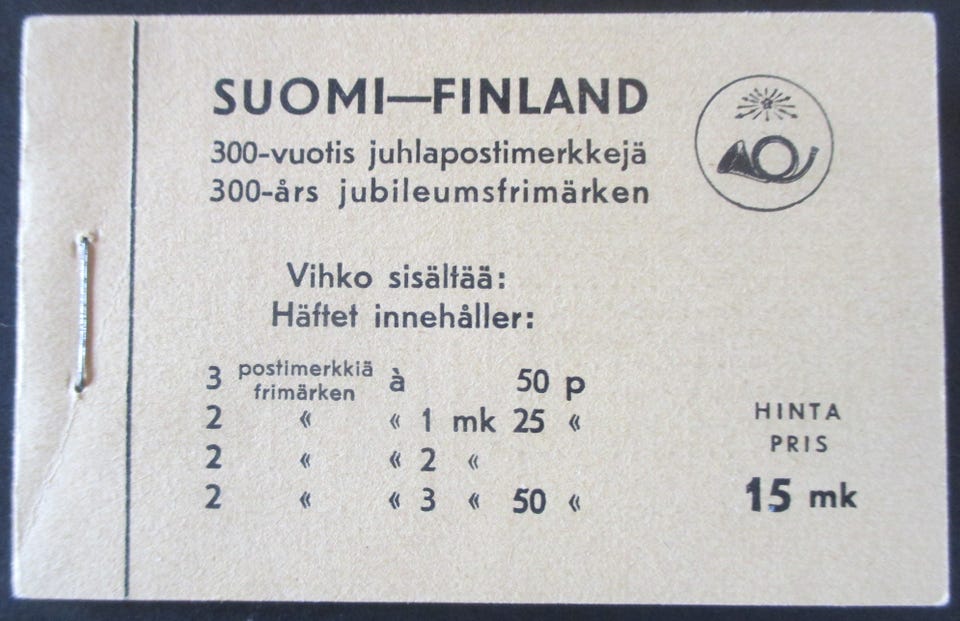 SUOMI—FINLAND
300-vuotis juhlapostimerkkejä
300-års jubileumsfrimärken
Vihko sisältää:
Häftet innehåller:
3 postimerkkiä à 50 p
frimärken
2 « « 1 mk 25 «
2 « « 2 «
2 « « 3 « 50 «
HINTA
PRIS
15 mk